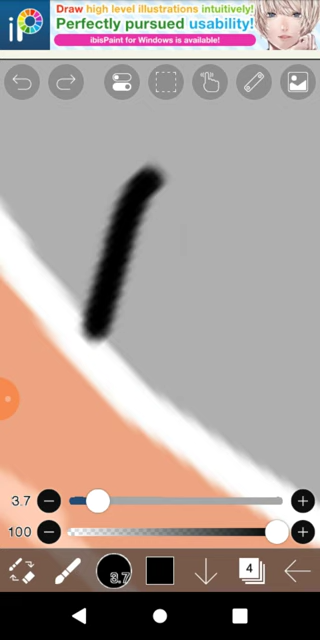 Draw high level illustrations intuitively!
Perfectly pursued usability!
ibisPaint for Windows is available!
3.7
100
3.7
4